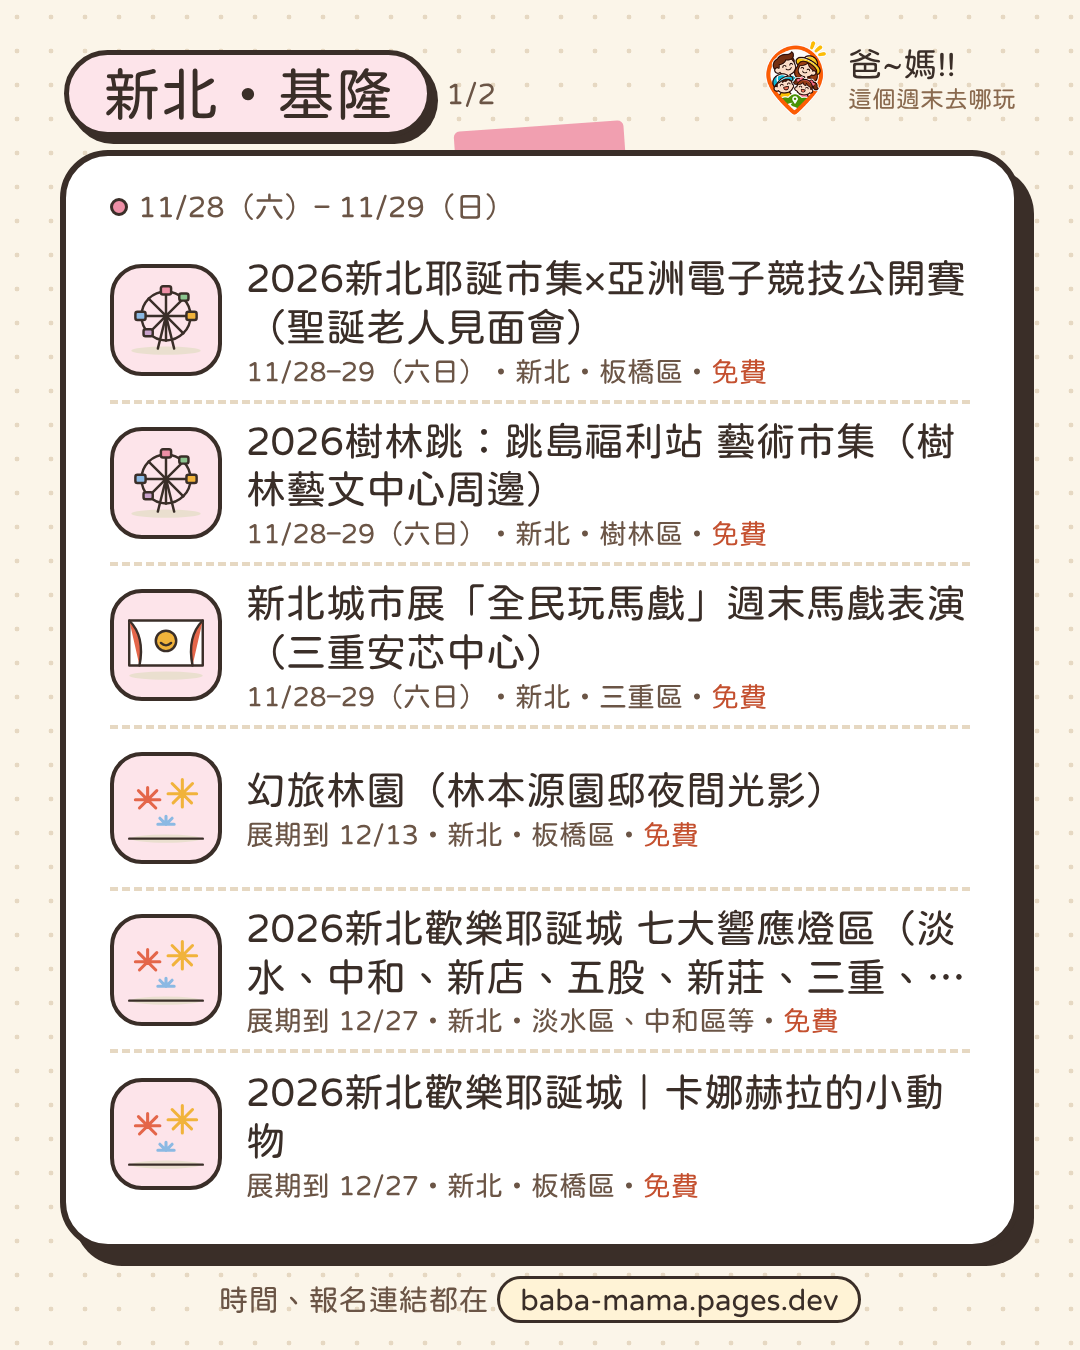 新北・基隆
1/2
爸~媽!!
這個週末去哪玩
11/28（六）– 11/29（日）
2026新北耶誕市集×亞洲電子競技公開賽
（聖誕老人見面會）
11/28–29（六日）・新北・板橋區・免費
2026樹林跳：跳島福利站 藝術市集（樹
林藝文中心周邊）
11/28–29（六日）・新北・樹林區・免費
新北城市展「全民玩馬戲」週末馬戲表演
（三重安芯中心）
11/28–29（六日）・新北・三重區・免費
幻旅林園（林本源園邸夜間光影）
展期到 12/13・新北・板橋區・免費
2026新北歡樂耶誕城 七大響應燈區（淡
水、中和、新店、五股、新莊、三重、…
展期到 12/27・新北・淡水區、中和區等・免費
2026新北歡樂耶誕城｜卡娜赫拉的小動
物
展期到 12/27・新北・板橋區・免費
時間、報名連結都在 baba-mama.pages.dev